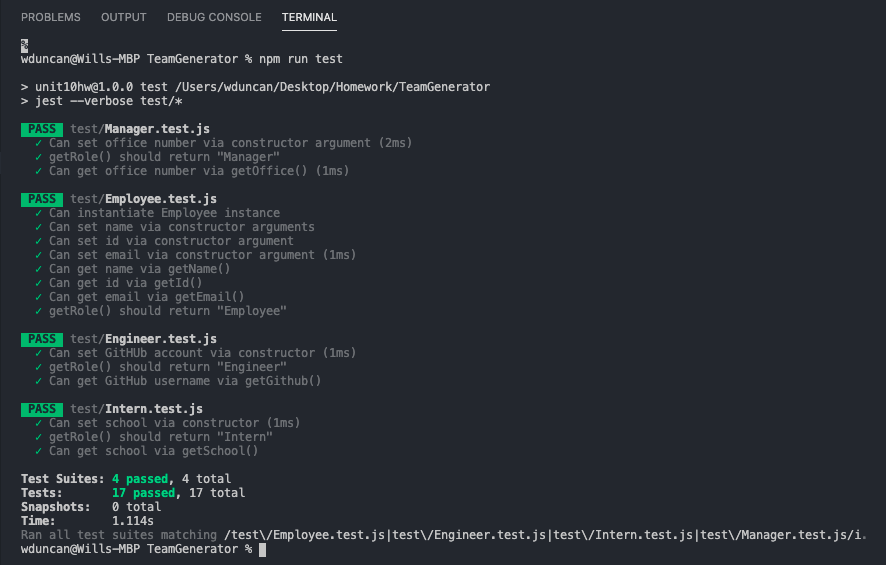 PROBLEMS OUTPUT DEBUG CONSOLE TERMINAL
%
wduncan@Wills-MBP TeamGenerator % npm run test
> unit10hw@1.0.0 test /Users/wduncan/Desktop/Homework/TeamGenerator
> jest --verbose test/*
PASS test/Manager.test.js
✓ Can set office number via constructor argument (2ms)
✓ getRole() should return "Manager"
✓ Can get office number via getOffice() (1ms)
PASS test/Employee.test.js
✓ Can instantiate Employee instance
✓ Can set name via constructor arguments
✓ Can set id via constructor argument
✓ Can set email via constructor argument (1ms)
✓ Can get name via getName()
✓ Can get id via getId()
✓ Can get email via getEmail()
✓ getRole() should return "Employee"
PASS test/Engineer.test.js
✓ Can set GitHUb account via constructor (1ms)
✓ getRole() should return "Engineer"
✓ Can get GitHub username via getGithub()
PASS test/Intern.test.js
✓ Can set school via constructor (1ms)
✓ getRole() should return "Intern"
✓ Can get school via getSchool()
Test Suites: 4 passed, 4 total
Tests: 17 passed, 17 total
Snapshots: 0 total
Time: 1.114s
Ran all test suites matching /test\/Employee.test.js|test\/Engineer.test.js|test\/Intern.test.js|test\/Manager.test.js/i.
wduncan@Wills-MBP TeamGenerator %